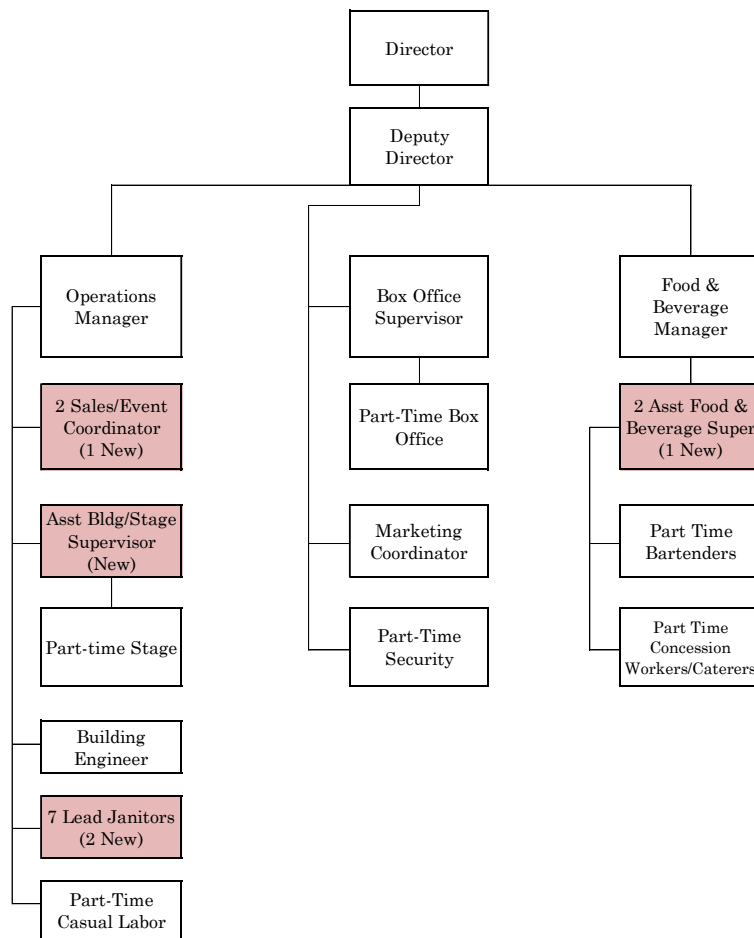 Director
Deputy
Director
Operations
Manager
Box Office
Supervisor
Food &
Beverage
Manager
2 Sales/Event
Coordinator
(1 New)
Part-Time Box
Office
2 Asst Food &
Beverage Super
(1 New)
Asst Bldg/Stage
Supervisor
(New)
Marketing
Coordinator
Part Time
Bartenders
Part-time Stage
Part-Time
Security
Part Time
Concession
Workers/Caterers
Building
Engineer
7 Lead Janitors
(2 New)
Part-Time
Casual Labor